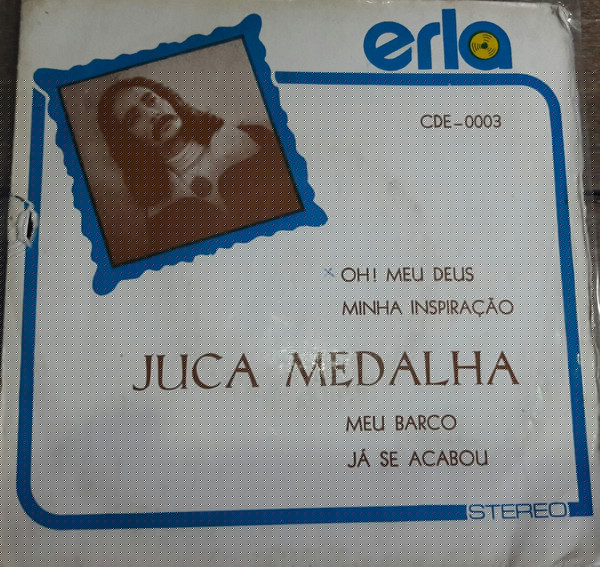 erla
CDE-0003
x OH! MEU DEUS
MINHA INSPIRAÇÃO
JUCA MEDALHA
MEU BARCO
JÁ SE ACABOU
STEREO